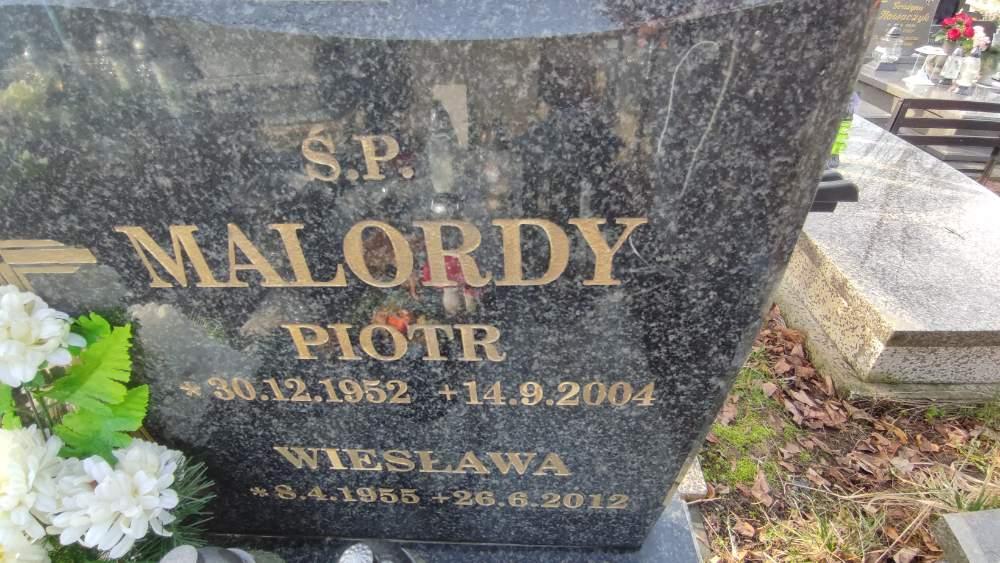 Ś.P.
MALORDY
PIOTR
*30.12.1952 +14.9.2004
WIESŁAWA
*8.4.1955 +26.6.2012